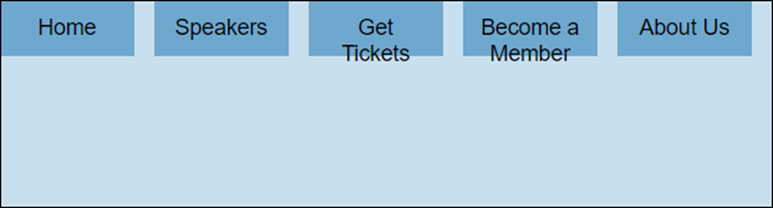 Home
Speakers
Get
Tickets
Become a
Member
About Us